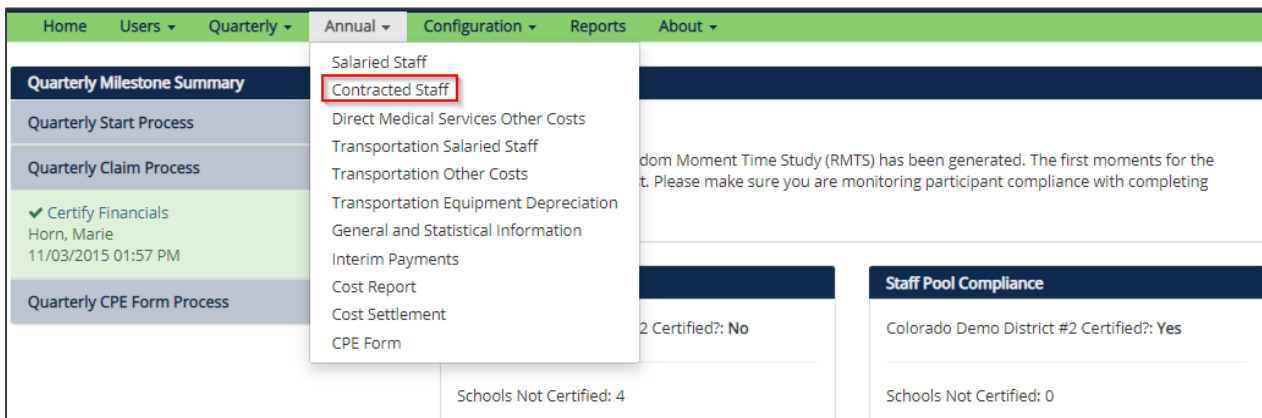 Home Users Quarterly Annual Configuration Reports About
Quarterly Milestone Summary
Quarterly Start Process
Quarterly Claim Process
Certify Financials
Horn, Marie
11/03/2015 01:57 PM
Quarterly CPE Form Process
Salaried Staff
Contracted Staff
Direct Medical Services Other Costs
Transportation Salaried Staff
Transportation Other Costs
Transportation Equipment Depreciation
General and Statistical Information
Interim Payments
Cost Report
Cost Settlement
CPE Form
dom Moment Time Study (RMTS) has been generated. The first moments for the
t. Please make sure you are monitoring participant compliance with completing
2 Certified?: No
Schools Not Certified: 4
Staff Pool Compliance
Colorado Demo District #2 Certified?: Yes
Schools Not Certified: 0